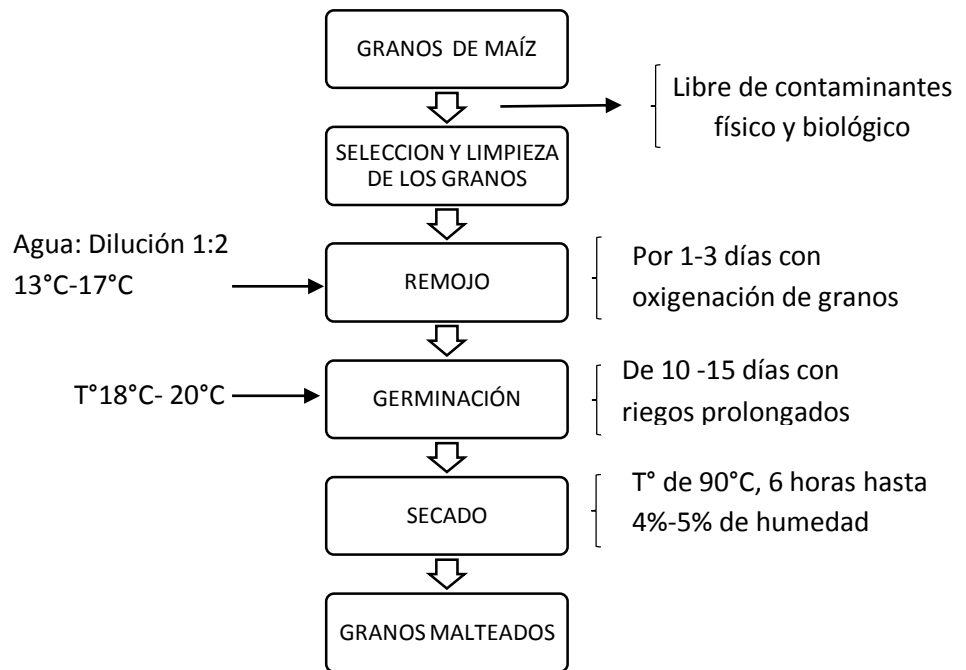 GRANOS DE MAÍZ
Libre de contaminantes
físico y biológico
SELECCION Y LIMPIEZA
DE LOS GRANOS
Agua: Dilución 1:2
13°C-17°C
REMOJO
Por 1-3 días con
oxigenación de granos
T°18°C- 20°C
GERMINACIÓN
De 10 -15 días con
riegos prolongados
SECADO
T° de 90°C, 6 horas hasta
4%-5% de humedad
GRANOS MALTEADOS